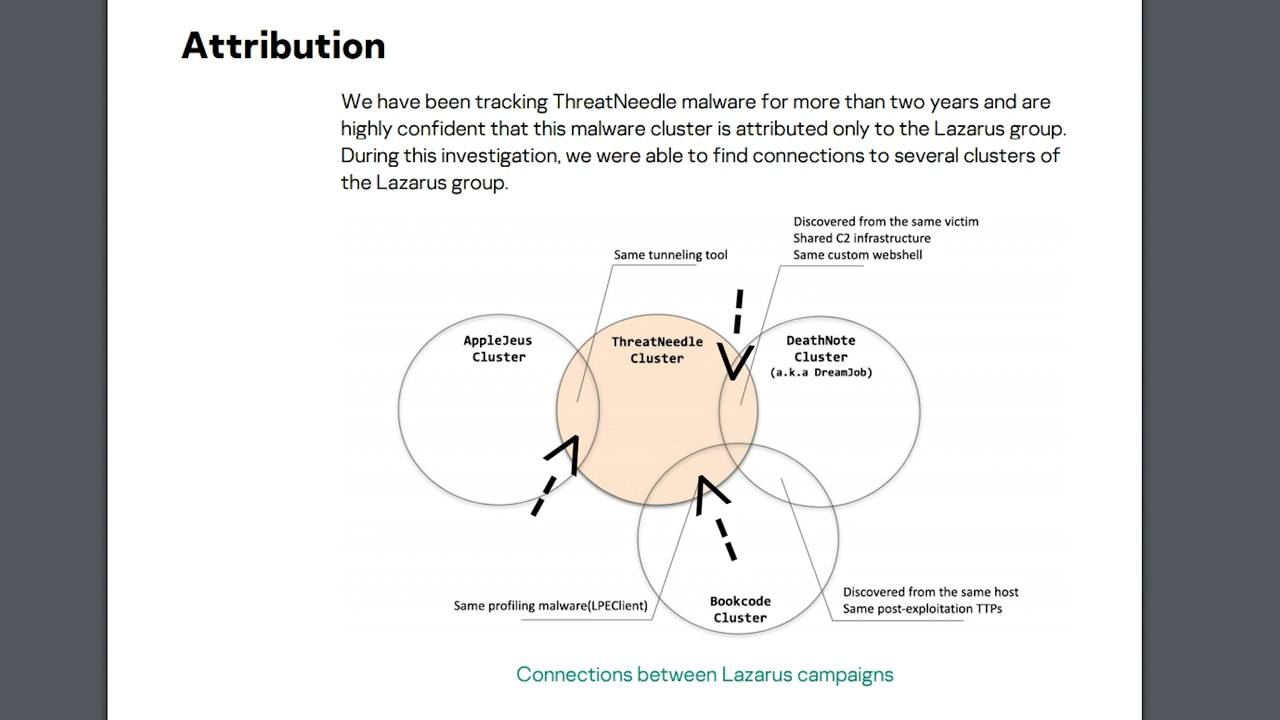 Attribution
We have been tracking ThreatNeedle malware for more than two years and are
highly confident that this malware cluster is attributed only to the Lazarus group.
During this investigation, we were able to find connections to several clusters of
the Lazarus group.
Discovered from the same victim
Shared C2 infrastructure
Same custom webshell
Same tunneling tool
AppleJeus
Cluster
ThreatNeedle
Cluster
DeathNote
Cluster
(a.k.a DreamJob)
Same profiling malware(LPEClient)
Bookcode
Cluster
Discovered from the same host
Same post-exploitation TTPs
Connections between Lazarus campaigns